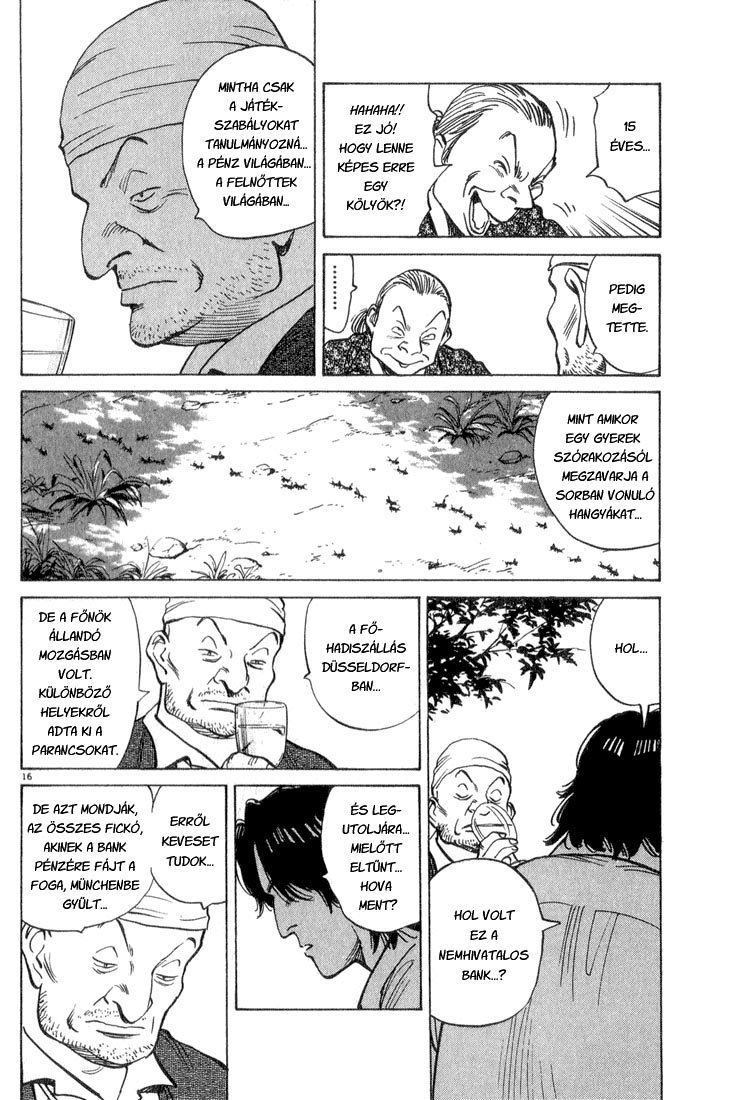 15
ÉVES...
HAHAHA!!
EZ JÓ!
HOGY LENNE
KÉPES ERRE
EGY
KÖLYÖK?!
MINTHA CSAK
A JÁTÉK-
SZABÁLYOKAT
TANULMÁNYOZNÁ...
...A PÉNZ VILÁGÁBAN...
A FELNŐTTEK
VILÁGÁBAN...
PEDIG
MEG-
TETTE.
.........
MINT AMIKOR
EGY GYEREK
SZÓRAKOZÁSÓL
MEGZAVARJA A
SORBAN VONULÓ
HANGYÁKAT...
HOL...
HOL VOLT
EZ A
NEMHIVATALOS
BANK...?
A FŐ-
HADISZÁLLÁS
DÜSSELDORF-
BAN...
DE A FŐNÖK
ÁLLANDÓ
MOZGÁSBAN
VOLT.
KÜLÖNBÖZŐ
HELYEKRŐL
ADTA KI A
PARANCSOKAT.
16
ÉS LEG-
UTOLJÁRA...
MIELŐTT
ELTŰNT...
HOVA
MENT?
ERRŐL
KEVESET
TUDOK...
DE AZT MONDJÁK,
AZ ÖSSZES FICKÓ,
AKINEK A BANK
PÉNZÉRE FÁJT A
FOGA, MÜNCHENBE
GYŰLT...